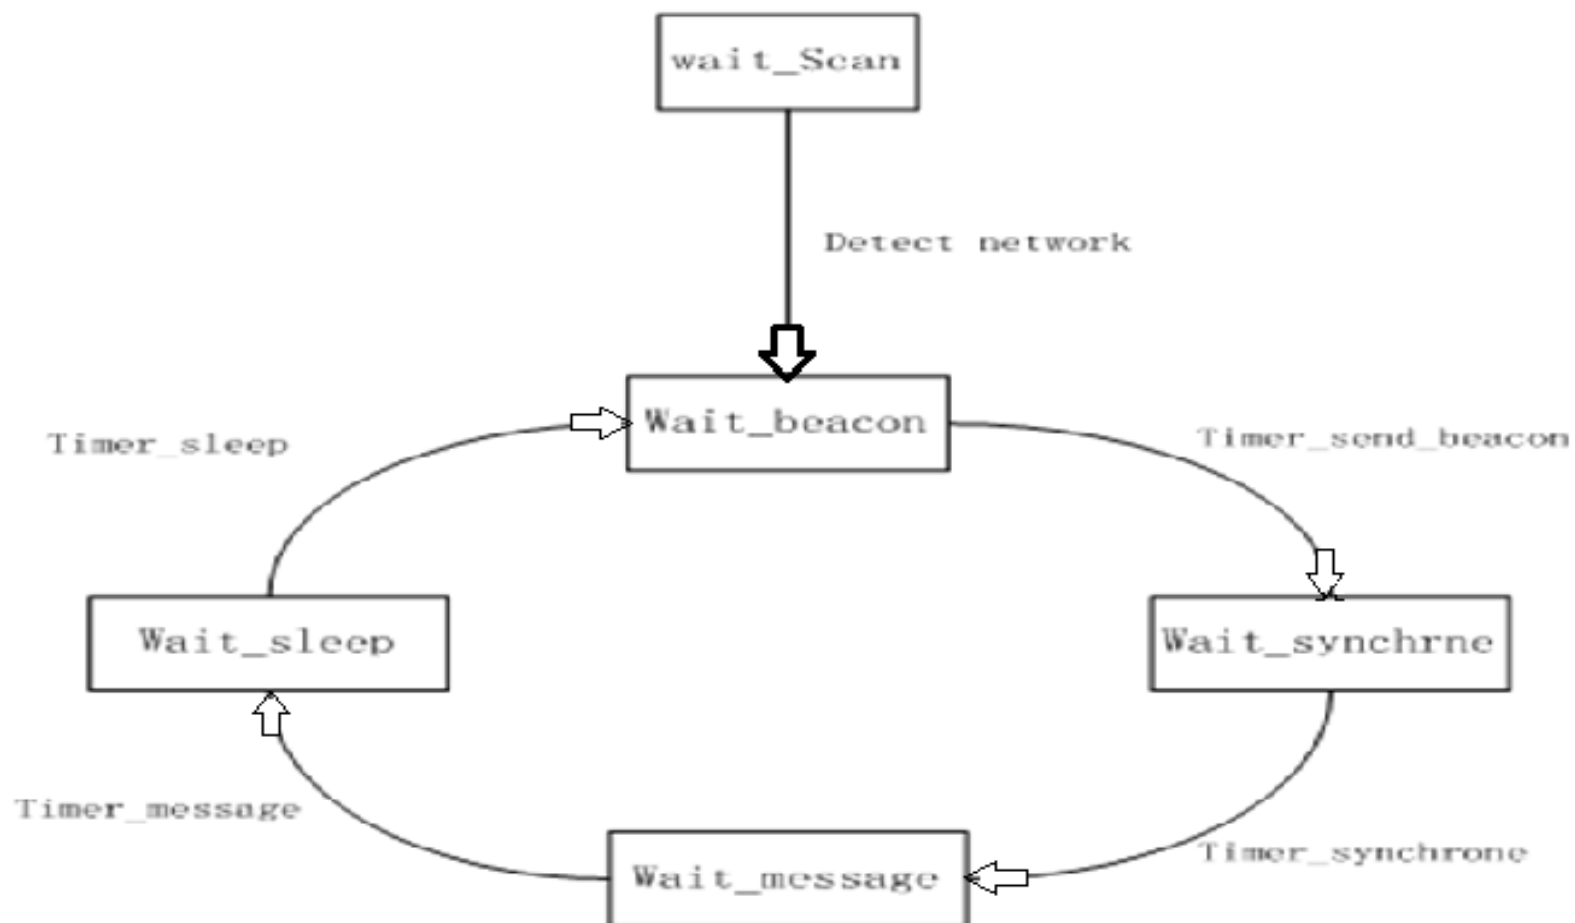 wait_Scan
Detect network
Wait_beacon
Timer_sleep
Timer_send_beacon
Wait_sleep
Wait_synchrne
Timer_message
Timer_synchrone
Wait_message